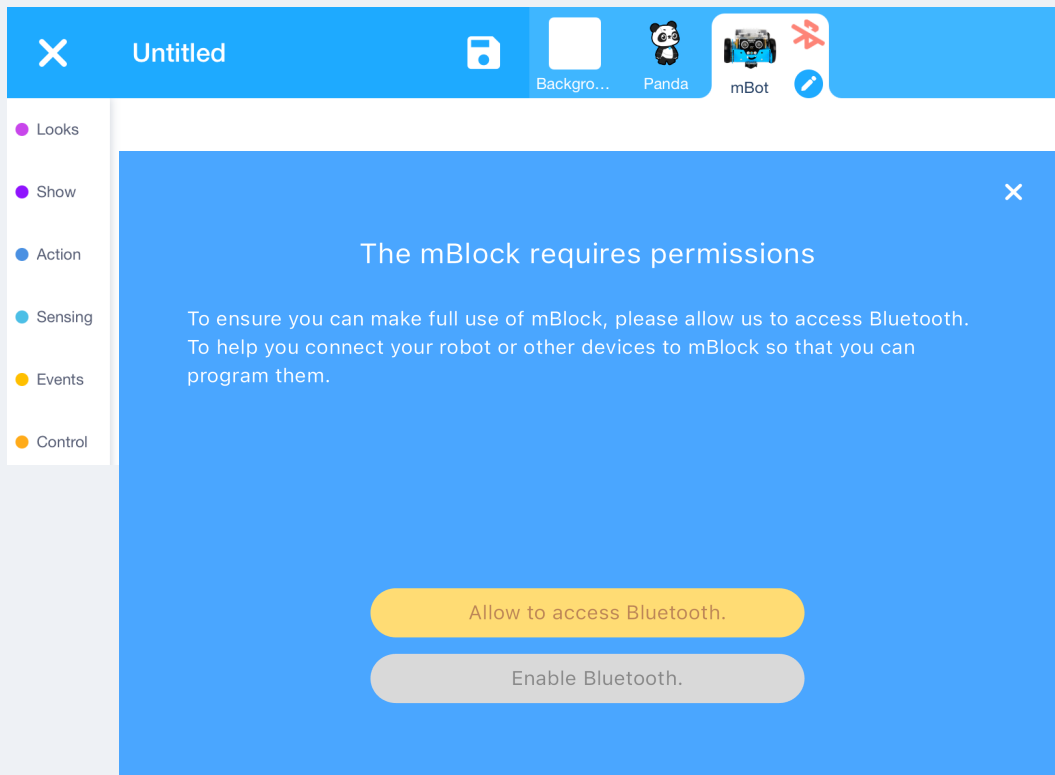 Untitled
Backgro...
Panda
mBot
Looks
Show
Action
Sensing
Events
Control
The mBlock requires permissions
To ensure you can make full use of mBlock, please allow us to access Bluetooth.
To help you connect your robot or other devices to mBlock so that you can
program them.
Allow to access Bluetooth.
Enable Bluetooth.